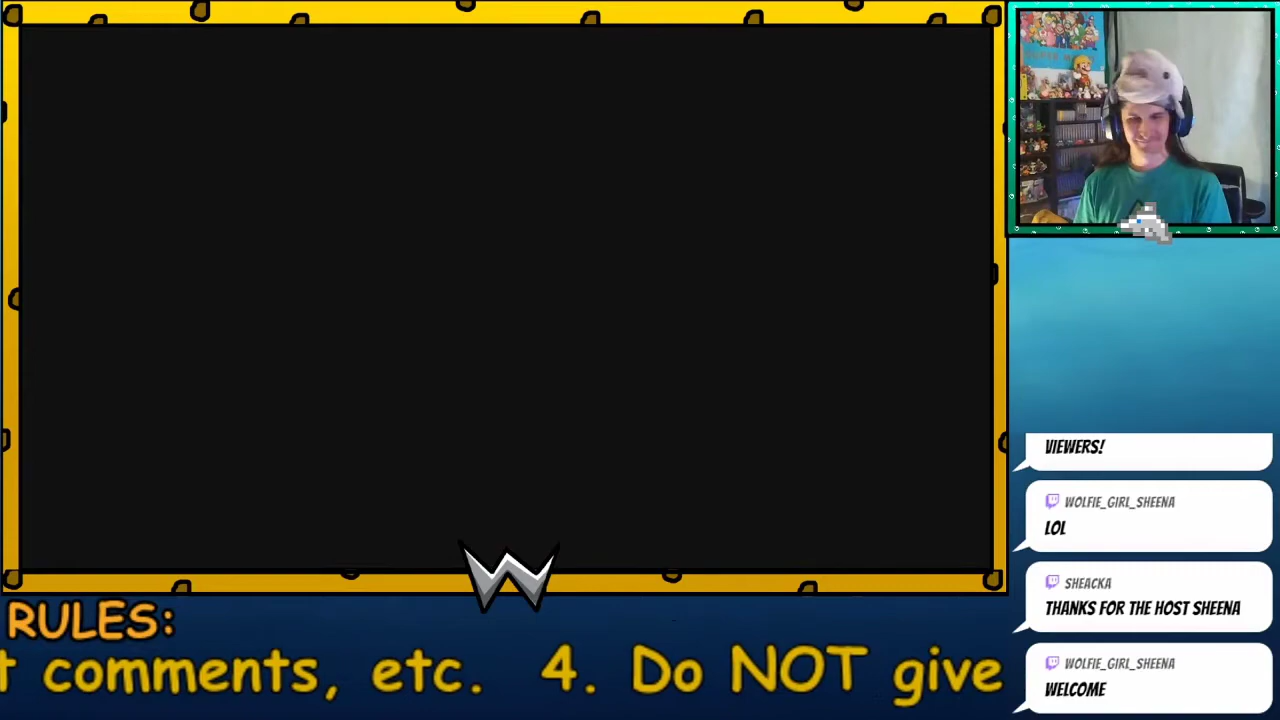 VIEWERS!
WOLFIE_GIRL_SHEENA
LOL
SHEACKA
THANKS FOR THE HOST SHEENA
WOLFIE_GIRL_SHEENA
WELCOME
W
RULES:
t comments, etc. 4. Do NOT give